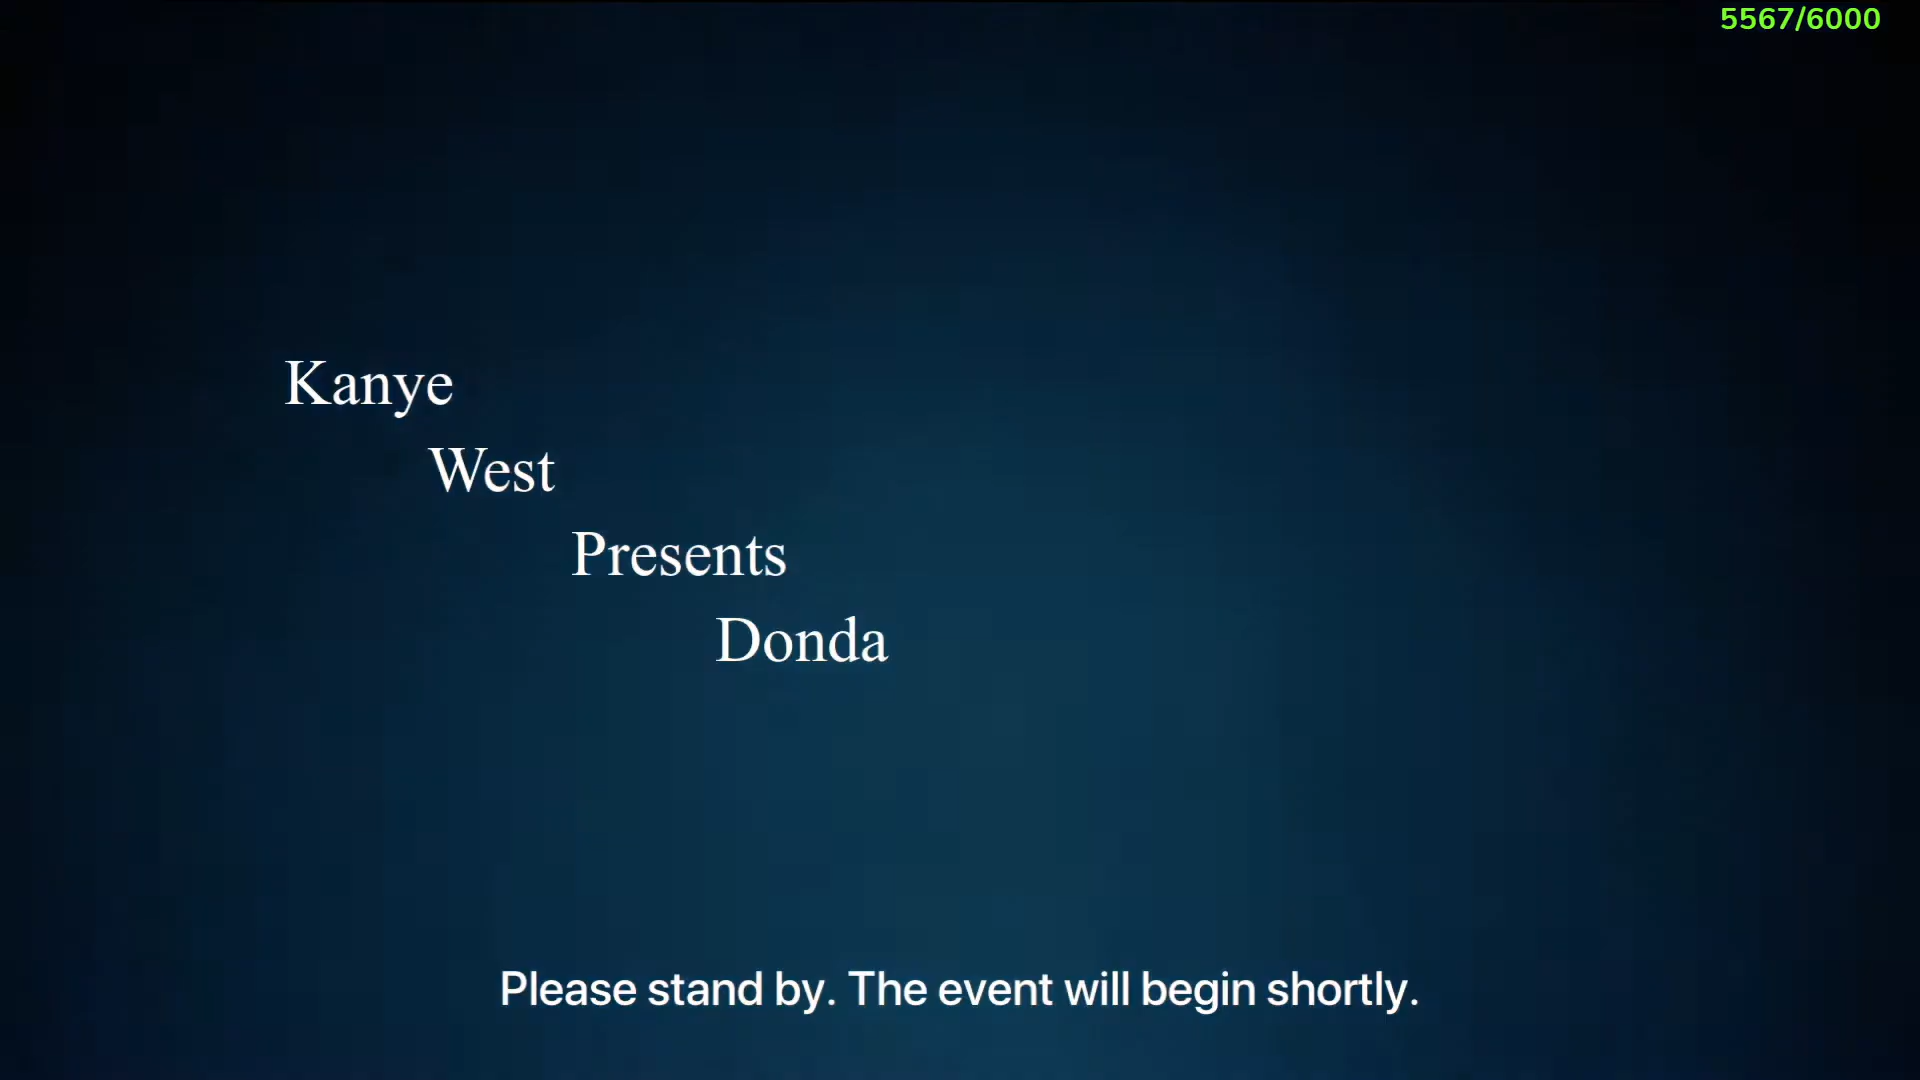 5567/6000
Kanye
West
Presents
Donda
Please stand by. The event will begin shortly.